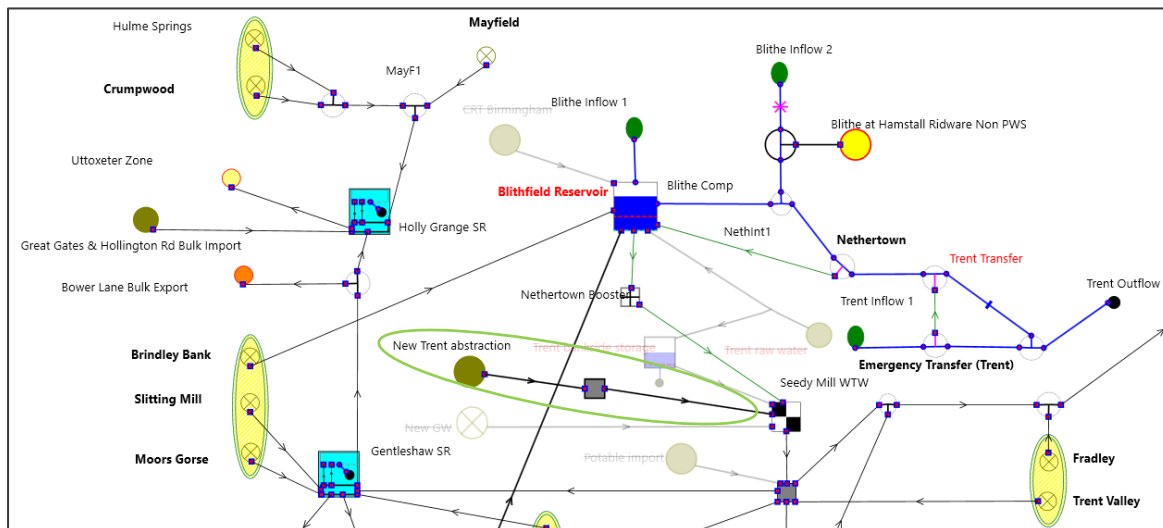 Hulme Springs
Mayfield
Blithe Inflow 2
MayF1
Crumpwood
CRT Birmingham
Blithe Inflow 1
Blithe at Hamstall Ridware Non PWS
Uttoxeter Zone
Blithfield Reservoir
Blithe Comp
Holly Grange SR
Nethint1
Nethertown
Great Gates & Hollington Rd Bulk Import
Trent Transfer
Bower Lane Bulk Export
Nethertown Booster
Trent Outflow
Trent Inflow 1
Brindley Bank
New Trent abstraction
Trent bankside storage
Trent raw water
Emergency Transfer (Trent)
Seedy Mill WTW
Slitting Mill
New GW
Moors Gorse
Gentleshaw SR
Potable import
Fradley
Trent Valley